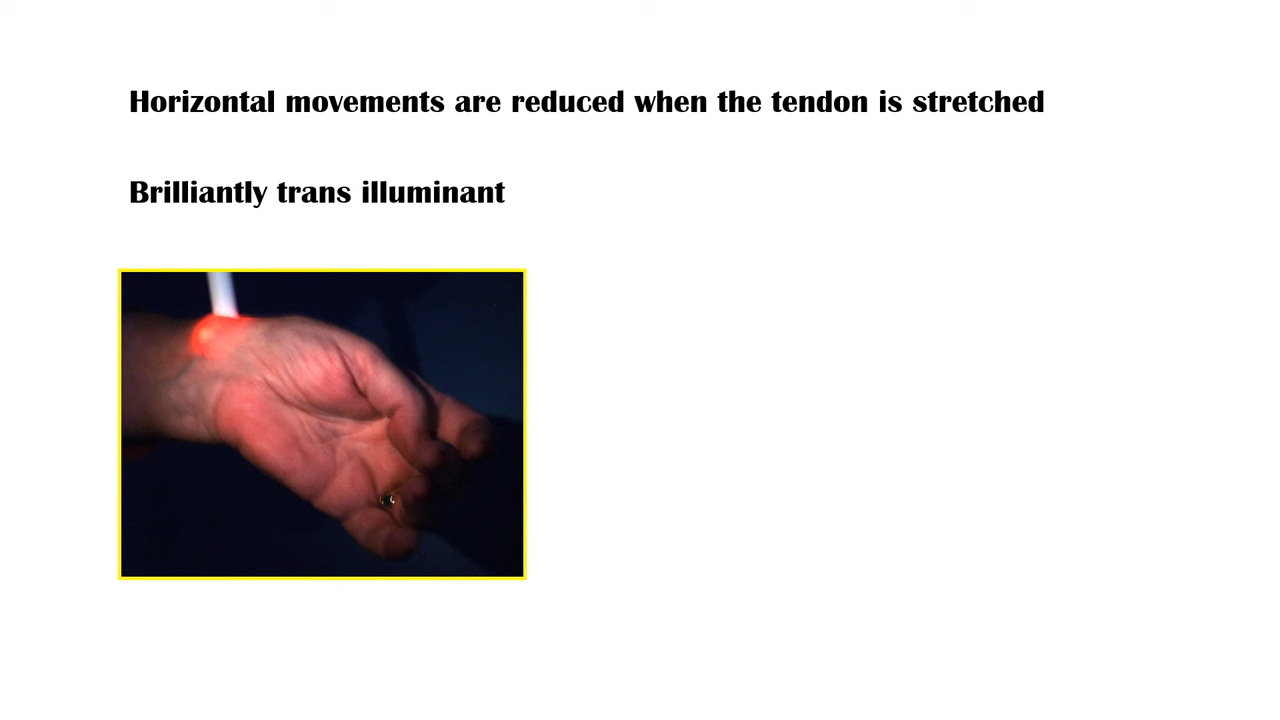 Horizontal movements are reduced when the tendon is stretched
Brilliantly trans illuminant